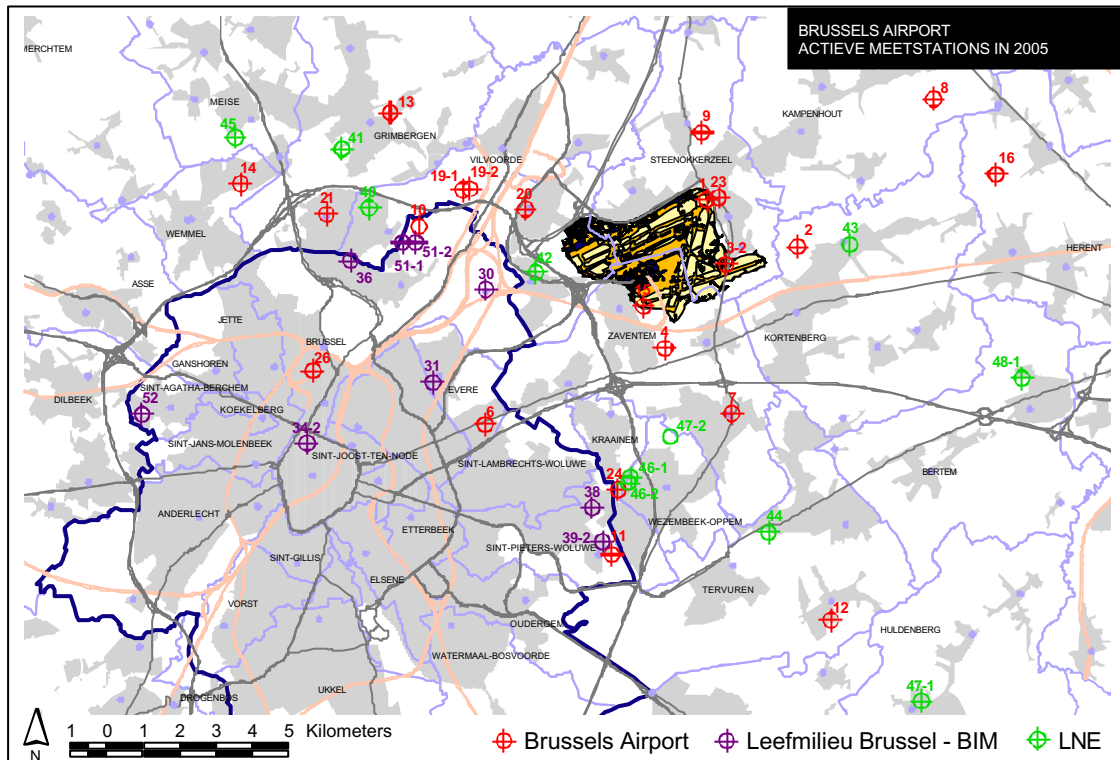 BRUSSELS AIRPORT
ACTIEVE MEETSTATIONS IN 2005
MERCHTEM
MEISE
13
8
KAMPENHOUT
9
45
41
GRIMBERGEN
VILVOORDE
STEENOKKERZEEL
16
14
19-1
19-2
1
23
21
40
10
20
WEMMEL
51-2
51-1
2
43
HERENT
3-2
36
42
ASSE
30
JETTE
ZAVENTEM
4
KORTENBERG
BRUSSEL
26
GANSHOREN
31
EVERE
48-1
SINT-AGATHA-BERCHEM
DILBEEK
52
KOEKELBERG
6
7
34-2
47-2
SINT-JANS-MOLENBEEK
SINT-JOOST-TEN-NODE
KRAAINEM
SINT-LAMBRECHTS-WOLUWE
46-1
24
46-2
BERTEM
38
ANDERLECHT
WEZEMBEEK-OPPEM
44
ETTERBEEK
39-2
11
SINT-PIETERS-WOLUWE
SINT-GILLIS
ELSENE
TERVUREN
VORST
12
OUDERGEM
HULDENBERG
WATERMAAL-BOSVOORDE
UKKEL
DROGENBOS
47-1
N
1 0 1 2 3 4 5 Kilometers
Brussels Airport
Leefmilieu Brussel - BIM
LNE